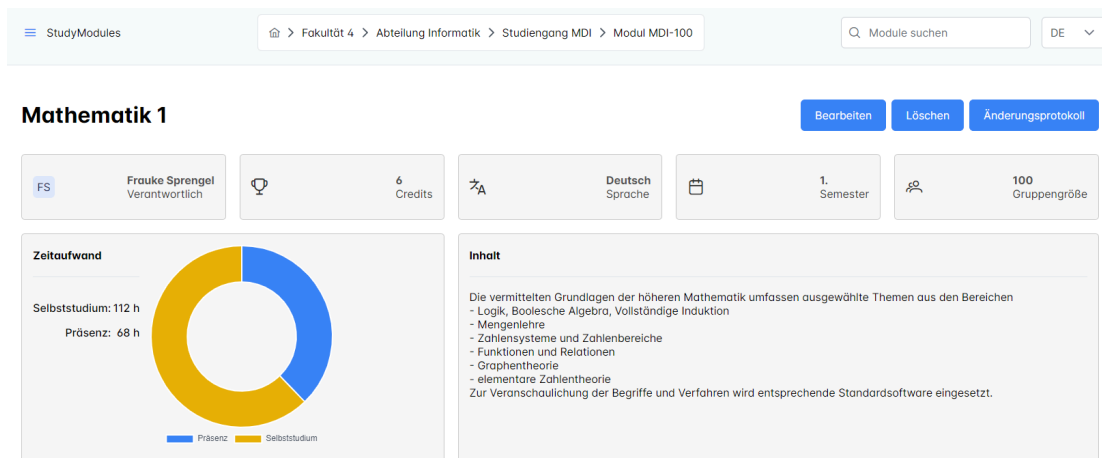 StudyModules
Fakultät 4 > Abteilung Informatik > Studiengang MDI > Modul MDI-100
Module suchen
DE
Mathematik 1
Bearbeiten
Löschen
Änderungsprotokoll
FS
Frauke Sprengel
Verantwortlich
6
Credits
Deutsch
Sprache
1.
Semester
100
Gruppengröße
Zeitaufwand
Selbststudium: 112 h
Präsenz: 68 h
Präsenz
Selbststudium
Inhalt
Die vermittelten Grundlagen der höheren Mathematik umfassen ausgewählte Themen aus den Bereichen
- Logik, Boolesche Algebra, Vollständige Induktion
- Mengenlehre
- Zahlensysteme und Zahlenbereiche
- Funktionen und Relationen
- Graphentheorie
- elementare Zahlentheorie
Zur Veranschaulichung der Begriffe und Verfahren wird entsprechende Standardsoftware eingesetzt.